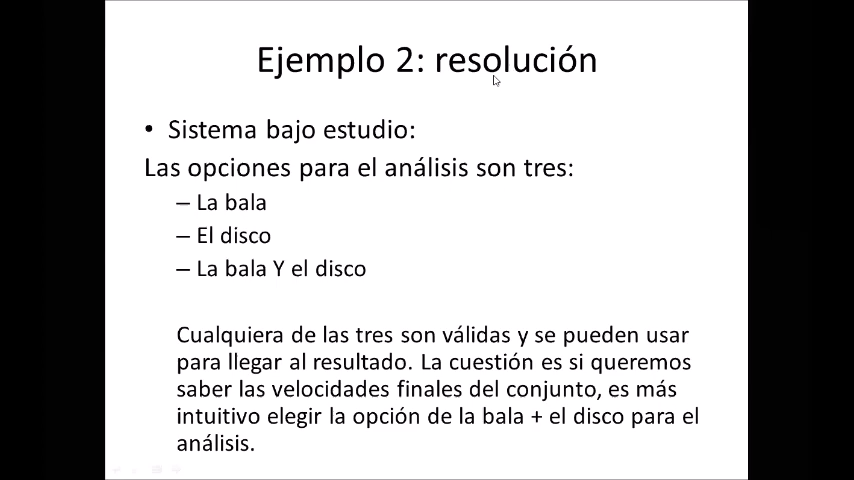 Ejemplo 2: resolución
• Sistema bajo estudio:
Las opciones para el análisis son tres:
– La bala
– El disco
– La bala Y el disco
Cualquiera de las tres son válidas y se pueden usar
para llegar al resultado. La cuestión es si queremos
saber las velocidades finales del conjunto, es más
intuitivo elegir la opción de la bala + el disco para el
análisis.